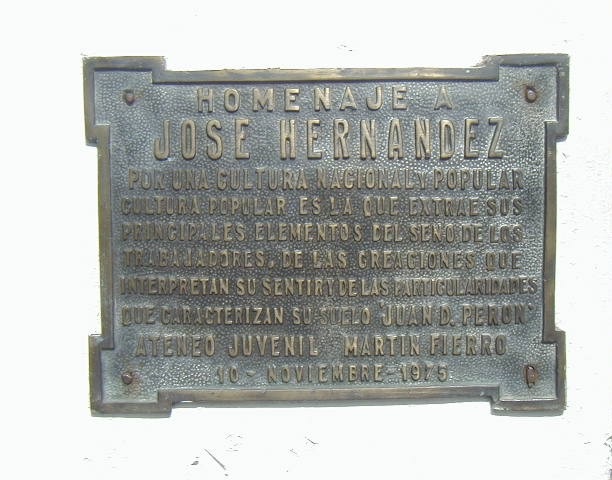 HOMENAJE A
JOSE HERNANDEZ
POR UNA CULTURA NACIONAL Y POPULAR
CULTURA POPULAR ES LA QUE EXTRAE SUS
PRINCIPALES ELEMENTOS DEL SENO DE LOS
TRABAJADORES, DE LAS CREACIONES QUE
INTERPRETAN SU SENTIR Y DE LAS PARTICULARIDADES
QUE CARACTERIZAN SU SUELO "JUAN D. PERON"
ATENEO JUVENIL MARTIN FIERRO
10 - NOVIEMBRE - 1975